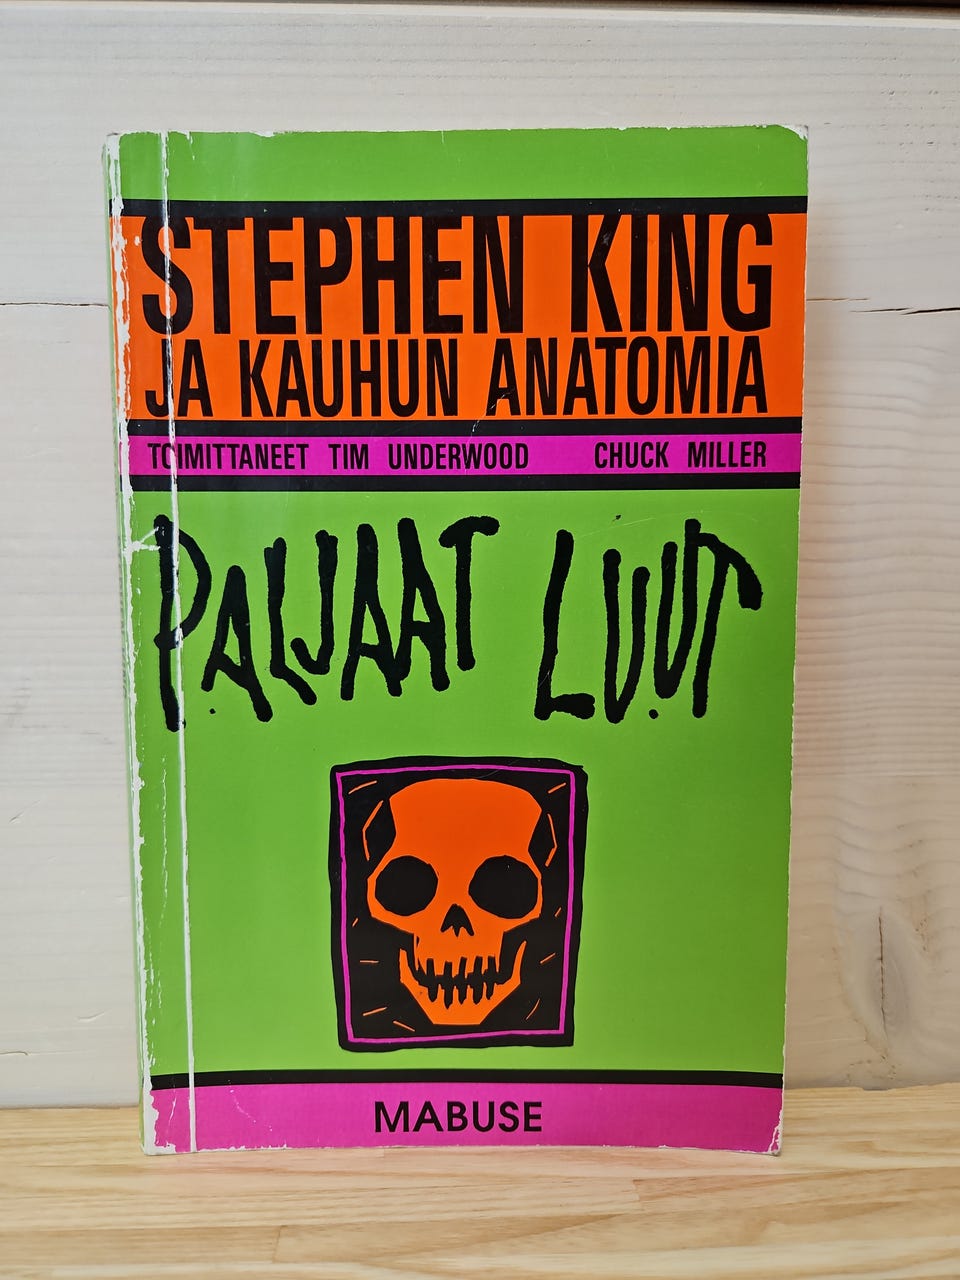 STEPHEN KING
JA KAUHUN ANATOMIA
TOIMITTANEET TIM UNDERWOOD CHUCK MILLER
PALJAAT LUUT
MABUSE